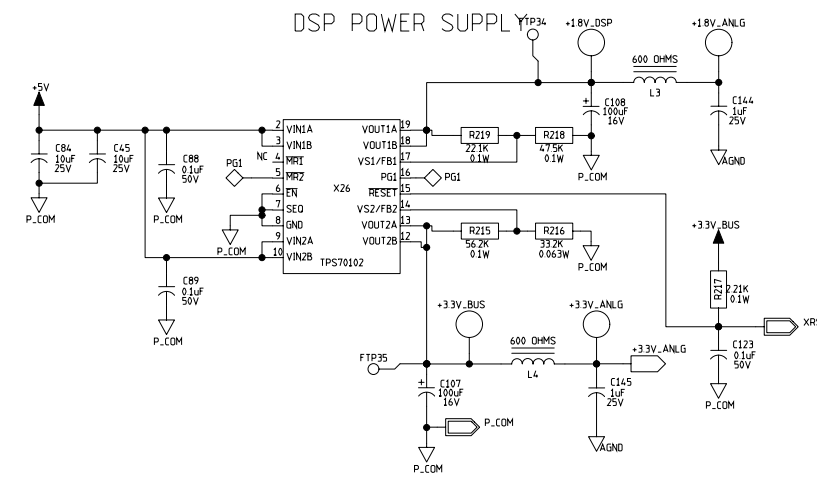 DSP POWER SUPPLY
FTP34
+1.8V_DSP
+1.8V_ANLG
600 OHMS
L3
+5V
C84
10uF
25V
C45
10uF
25V
C88
0.1uF
50V
P_COM
P_COM
NC
PG1
2 VIN1A
3 VIN1B
4 MR1
5 MR2
6 EN
7 SEQ
8 GND
9 VIN2A
10 VIN2B
X26
TPS70102
VOUT1A 19
VOUT1B 18
VS1/FB1 17
PG1 16
RESET 15
VS2/FB2 14
VOUT2A 13
VOUT2B 12
PG1
R219
22.1K
0.1W
R218
47.5K
0.1W
C108
100uF
16V
P_COM
C144
1uF
25V
AGND
P_COM
C89
0.1uF
50V
P_COM
R215
56.2K
0.1W
R216
33.2K
0.063W
P_COM
+3.3V_BUS
R217
2.21K
0.1W
C123
0.1uF
50V
P_COM
+3.3V_BUS
+3.3V_ANLG
600 OHMS
L4
+3.3V_ANLG
FTP35
C107
100uF
16V
P_COM
P_COM
C145
1uF
25V
AGND